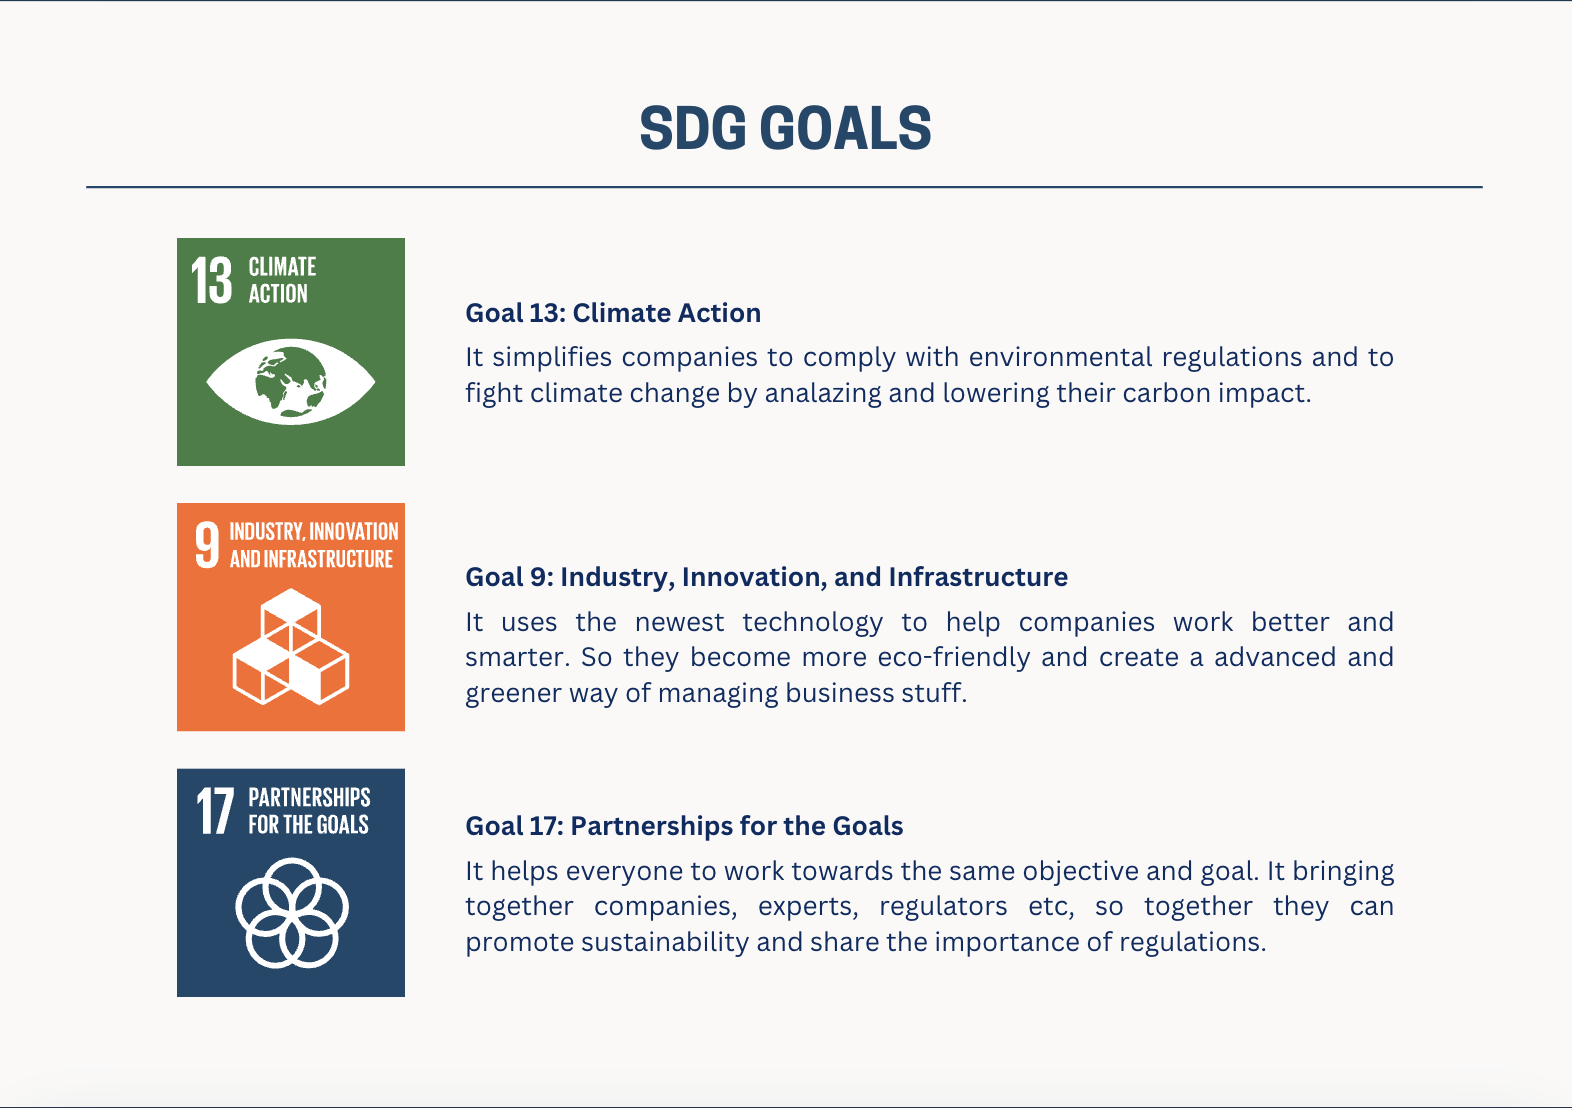 SDG GOALS
13 CLIMATE
ACTION
Goal 13: Climate Action
It simplifies companies to comply with environmental regulations and to
fight climate change by analazing and lowering their carbon impact.
9 INDUSTRY, INNOVATION
AND INFRASTRUCTURE
Goal 9: Industry, Innovation, and Infrastructure
It uses the newest technology to help companies work better and
smarter. So they become more eco-friendly and create a advanced and
greener way of managing business stuff.
17 PARTNERSHIPS
FOR THE GOALS
Goal 17: Partnerships for the Goals
It helps everyone to work towards the same objective and goal. It bringing
together companies, experts, regulators etc, so together they can
promote sustainability and share the importance of regulations.